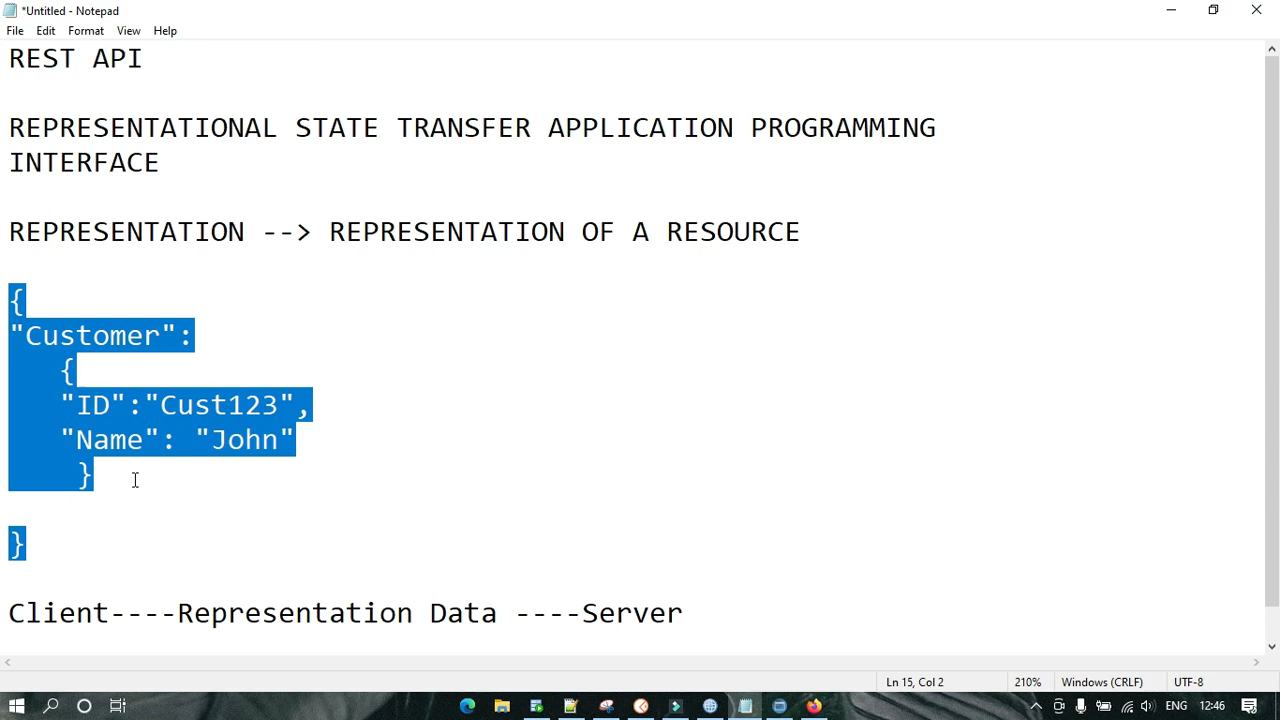 *Untitled - Notepad
File Edit Format View Help
REST API
REPRESENTATIONAL STATE TRANSFER APPLICATION PROGRAMMING
INTERFACE
REPRESENTATION --> REPRESENTATION OF A RESOURCE
{
"Customer":
{
"ID":"Cust123",
"Name": "John"
}
}
Client----Representation Data ----Server
Ln 15, Col 2 210% Windows (CRLF) UTF-8
ENG 12:46